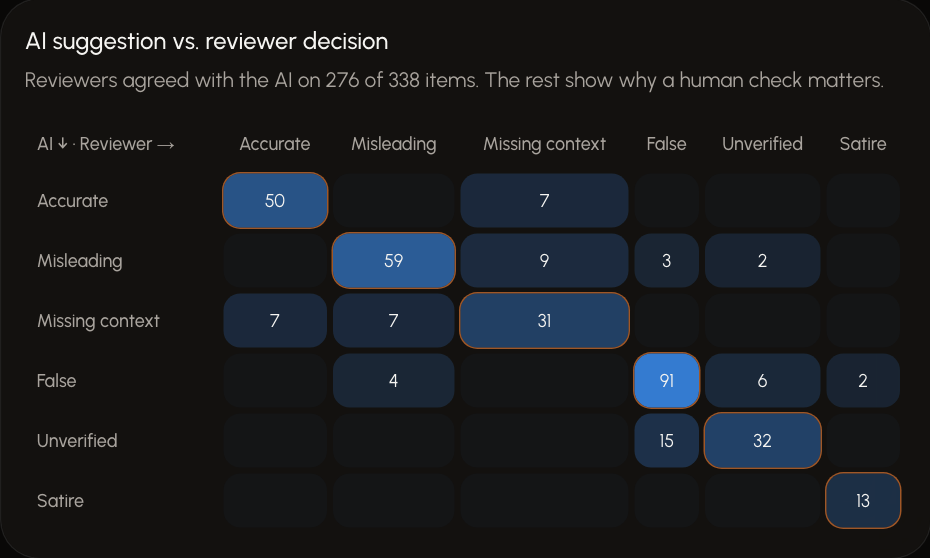 AI suggestion vs. reviewer decision
Reviewers agreed with the AI on 276 of 338 items. The rest show why a human check matters.
AI ↓ · Reviewer → Accurate Misleading Missing context False Unverified Satire
Accurate 50 7
Misleading 59 9 3 2
Missing context 7 7 31
False 4 91 6 2
Unverified 15 32
Satire 13